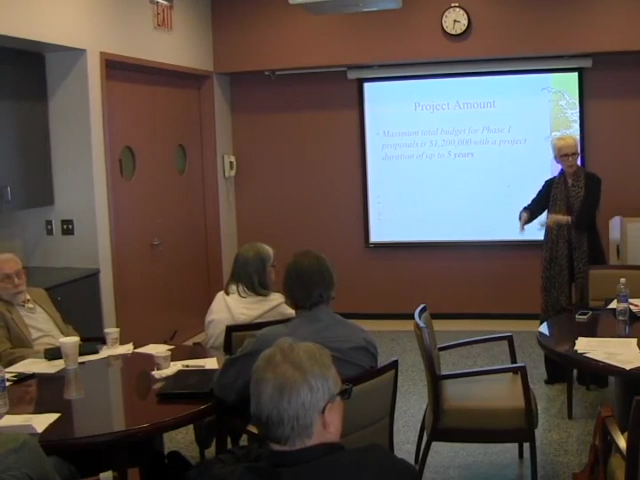 EXIT
Project Amount
Maximum total budget for Phase 1
proposals is $1,200,000 with a project
duration of up to 5 years